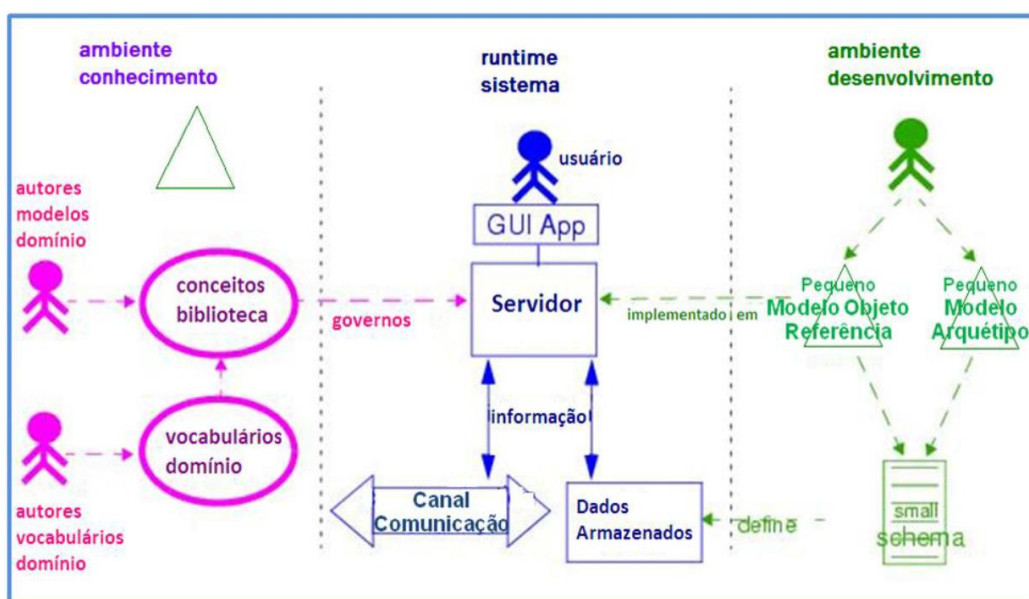 ambiente
conhecimento
autores
modelos
domínio
conceitos
biblioteca
vocabulários
domínio
autores
vocabulários
domínio
runtime
sistema
usuário
GUI App
Servidor
governos
informação
Canal
Comunicação
Dados
Armazenados
ambiente
desenvolvimento
implementado em
Pequeno
Modelo Objeto
Referência
Pequeno
Modelo
Arquétipo
define
small
schema